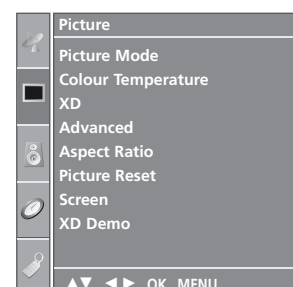 Picture
Picture Mode
Colour Temperature
XD
Advanced
Aspect Ratio
Picture Reset
Screen
XD Demo
▲▼ ◄► OK MENU